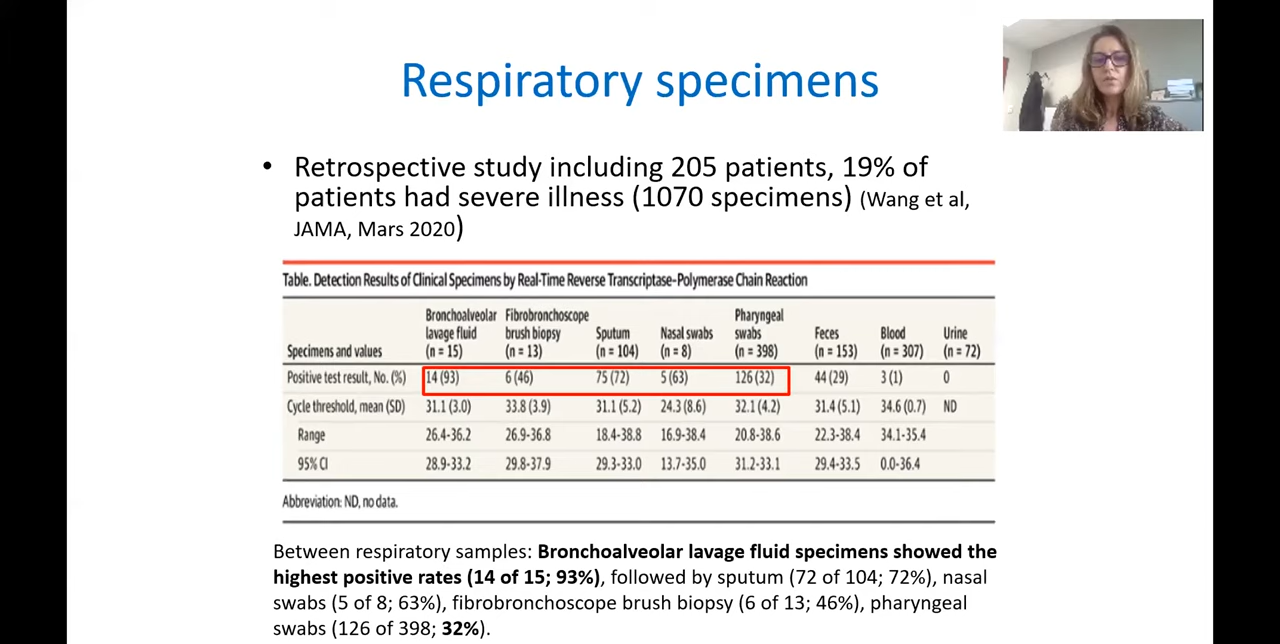 Respiratory specimens
• Retrospective study including 205 patients, 19% of
patients had severe illness (1070 specimens) (Wang et al,
JAMA, Mars 2020)
Table. Detection Results of Clinical Specimens by Real-Time Reverse Transcriptase-Polymerase Chain Reaction
Specimens and values Bronchoalveolar lavage fluid (n = 15) Fibrobronchoscope brush biopsy (n = 13) Sputum (n = 104) Nasal swabs (n = 8) Pharyngeal swabs (n = 398) Feces (n = 153) Blood (n = 307) Urine (n = 72)
Positive test result, No. (%) 14 (93) 6 (46) 75 (72) 5 (63) 126 (32) 44 (29) 3 (1) 0
Cycle threshold, mean (SD) 31.1 (3.0) 33.8 (3.9) 31.1 (5.2) 24.3 (8.6) 32.1 (4.2) 31.4 (5.1) 34.6 (0.7) ND
Range 26.4-36.2 26.9-36.8 18.4-38.8 16.9-38.4 20.8-38.6 22.3-38.4 34.1-35.4
95% CI 28.9-33.2 29.8-37.9 29.3-33.0 13.7-35.0 31.2-33.1 29.4-33.5 0.0-36.4
Abbreviation: ND, no data.
Between respiratory samples: Bronchoalveolar lavage fluid specimens showed the
highest positive rates (14 of 15; 93%), followed by sputum (72 of 104; 72%), nasal
swabs (5 of 8; 63%), fibrobronchoscope brush biopsy (6 of 13; 46%), pharyngeal
swabs (126 of 398; 32%).